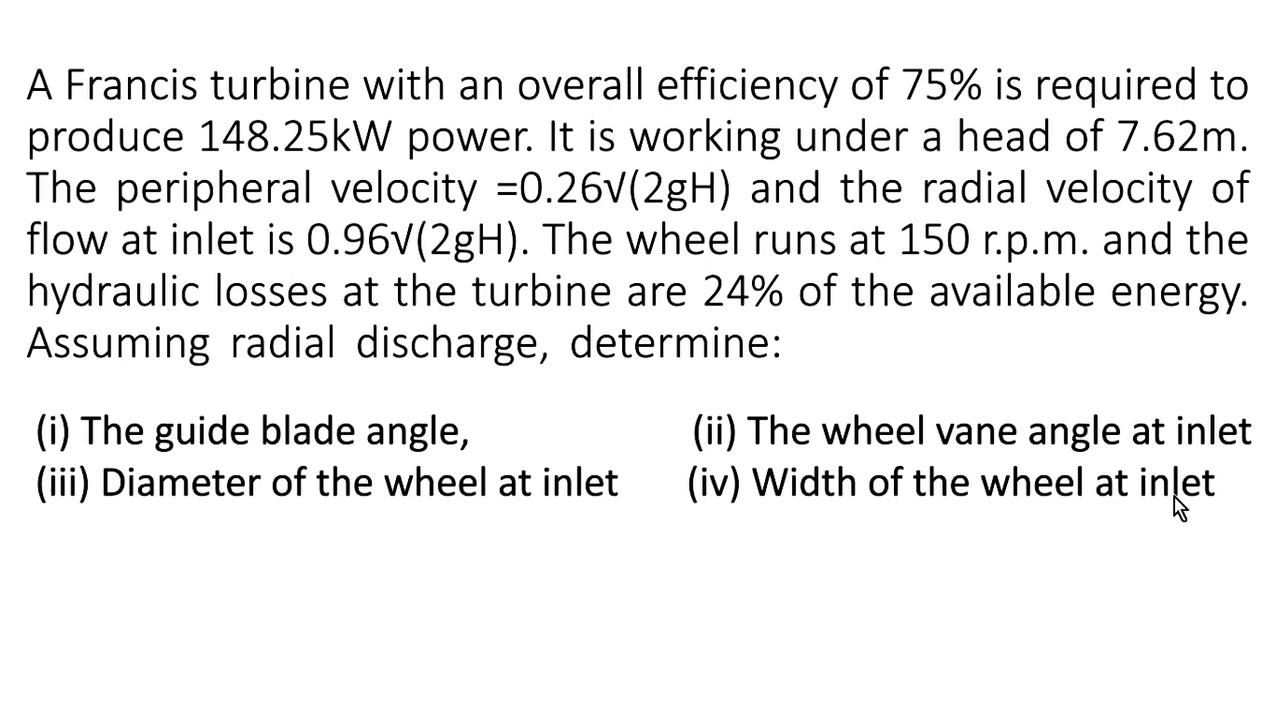 A Francis turbine with an overall efficiency of 75% is required to
produce 148.25kW power. It is working under a head of 7.62m.
The peripheral velocity =0.26√(2gH) and the radial velocity of
flow at inlet is 0.96√(2gH). The wheel runs at 150 r.p.m. and the
hydraulic losses at the turbine are 24% of the available energy.
Assuming radial discharge, determine:
(i) The guide blade angle, (ii) The wheel vane angle at inlet
(iii) Diameter of the wheel at inlet (iv) Width of the wheel at inlet